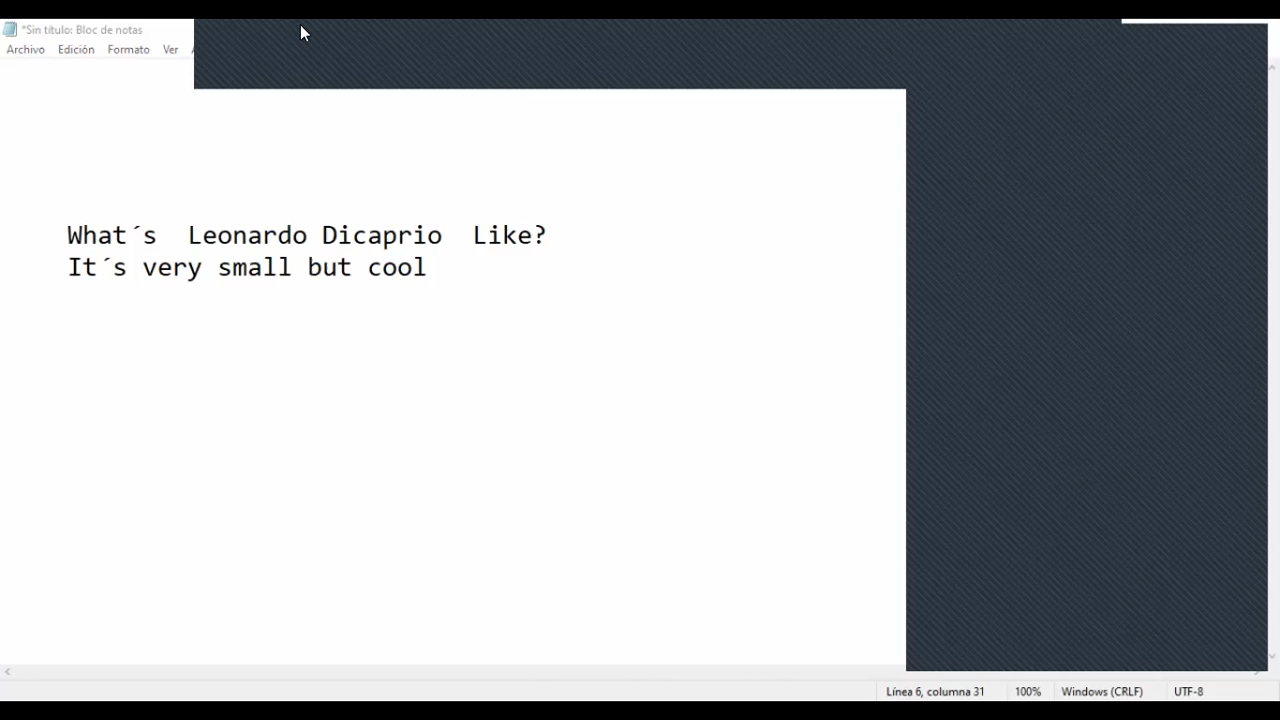 *Sin título: Bloc de notas
Archivo Edición Formato Ver
What´s Leonardo Dicaprio Like?
It´s very small but cool
Línea 6, columna 31 100% Windows (CRLF) UTF-8